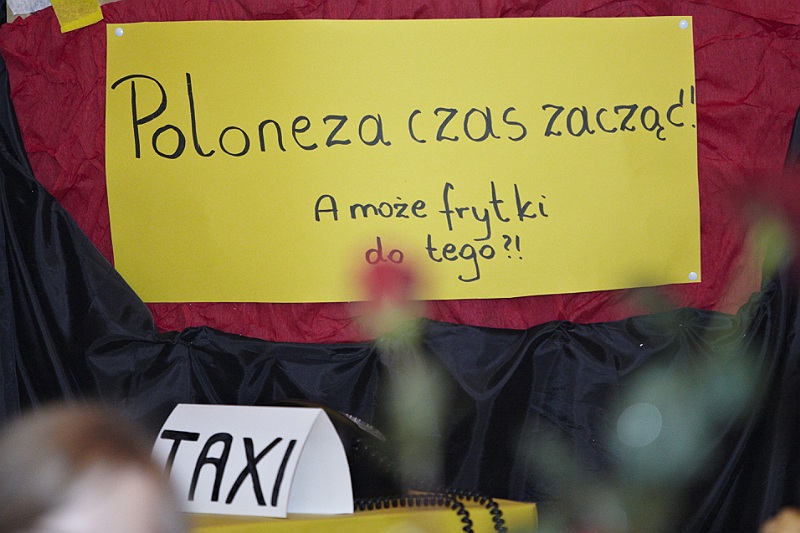 Poloneza czas zacząć!
A może frytki
do tego?!
TAXI